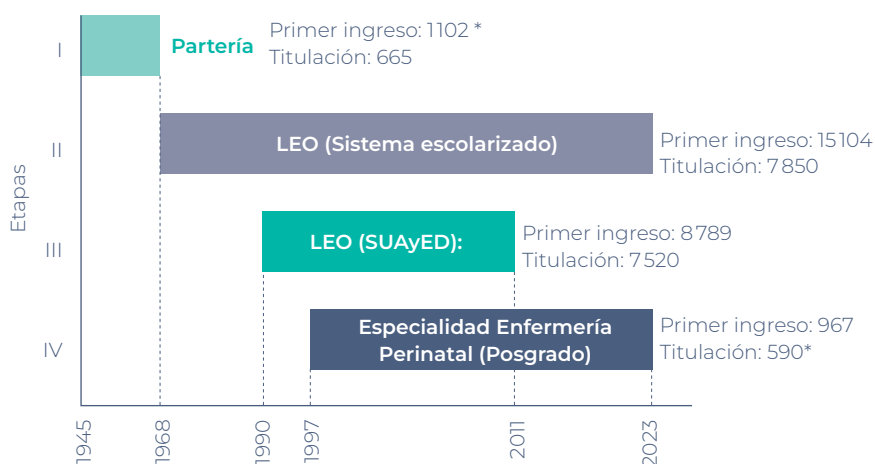 Etapas
I
Partería
Primer ingreso: 1102 *
Titulación: 665
II
LEO (Sistema escolarizado)
Primer ingreso: 15104
Titulación: 7850
III
LEO (SUAyED):
Primer ingreso: 8789
Titulación: 7520
IV
Especialidad Enfermería
Perinatal (Posgrado)
Primer ingreso: 967
Titulación: 590*
1945
1968
1990
1997
2011
2023